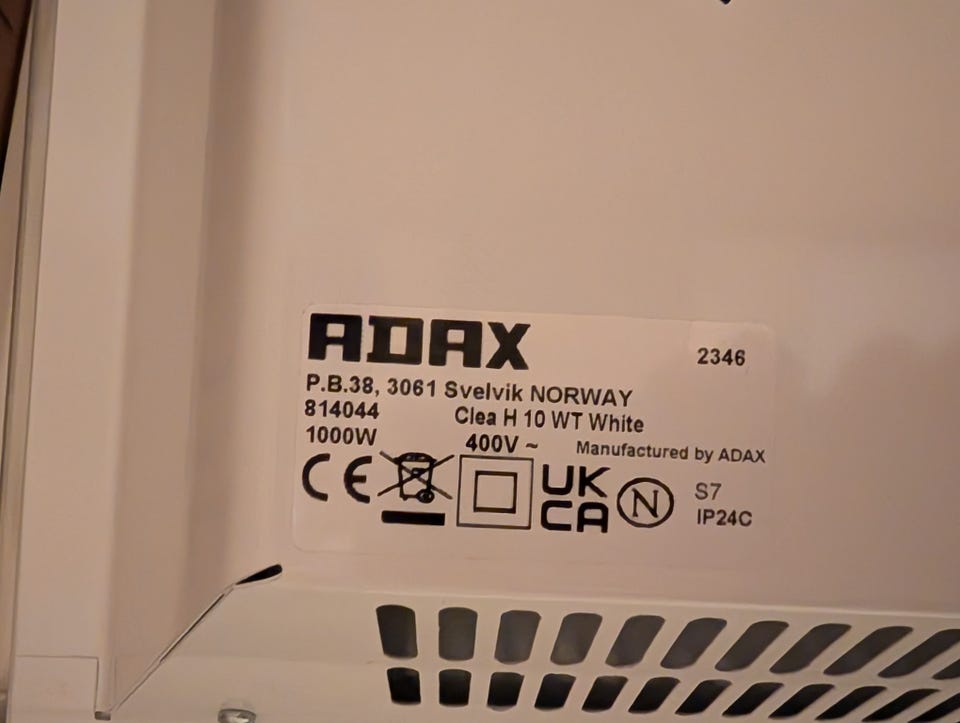 ADAX
2346
P.B.38, 3061 Svelvik NORWAY
814044 Clea H 10 WT White
1000W 400V ~ Manufactured by ADAX
CE UK CA N S7
IP24C